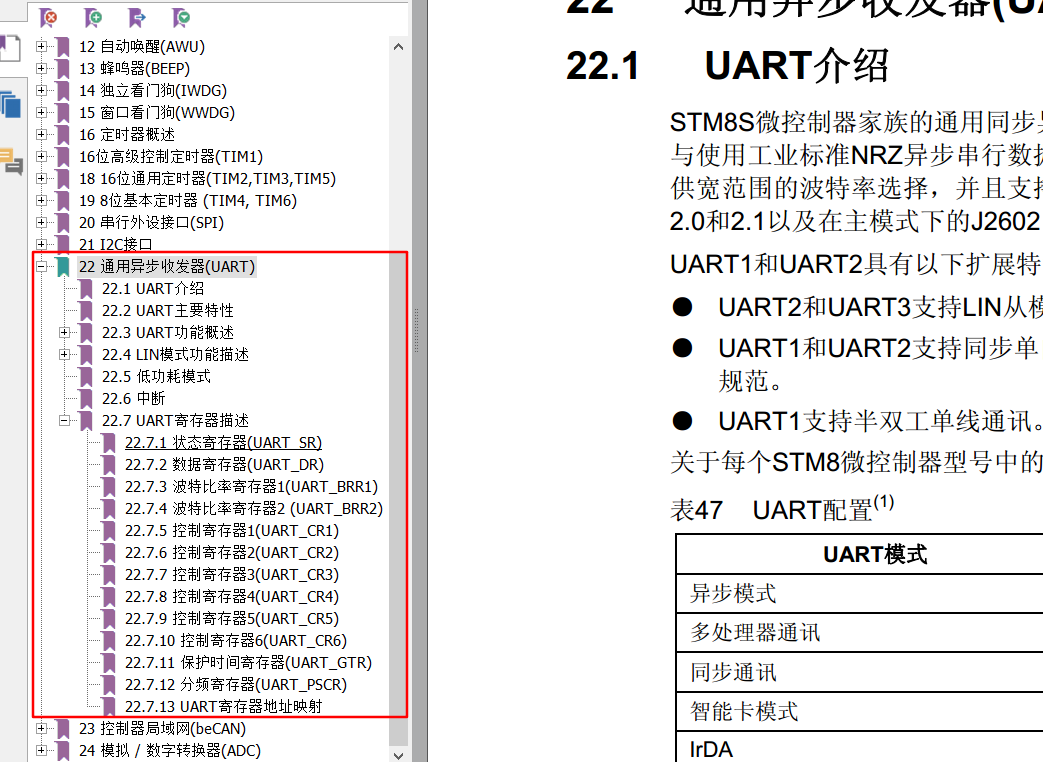 12 自动唤醒(AWU)
13 蜂鸣器(BEEP)
14 独立看门狗(IWDG)
15 窗口看门狗(WWDG)
16 定时器概述
16位高级控制定时器(TIM1)
18 16位通用定时器(TIM2,TIM3,TIM5)
19 8位基本定时器 (TIM4, TIM6)
20 串行外设接口(SPI)
21 I2C接口
22 通用异步收发器(UART)
22.1 UART介绍
22.2 UART主要特性
22.3 UART功能概述
22.4 LIN模式功能描述
22.5 低功耗模式
22.6 中断
22.7 UART寄存器描述
22.7.1 状态寄存器(UART_SR)
22.7.2 数据寄存器(UART_DR)
22.7.3 波特比率寄存器1(UART_BRR1)
22.7.4 波特比率寄存器2 (UART_BRR2)
22.7.5 控制寄存器1(UART_CR1)
22.7.6 控制寄存器2(UART_CR2)
22.7.7 控制寄存器3(UART_CR3)
22.7.8 控制寄存器4(UART_CR4)
22.7.9 控制寄存器5(UART_CR5)
22.7.10 控制寄存器6(UART_CR6)
22.7.11 保护时间寄存器(UART_GTR)
22.7.12 分频寄存器(UART_PSCR)
22.7.13 UART寄存器地址映射
23 控制器局域网(beCAN)
24 模拟 / 数字转换器(ADC)
22 通用异步收发器(UA
22.1 UART介绍
STM8S微控制器家族的通用同步异
与使用工业标准NRZ异步串行数据
供宽范围的波特率选择，并且支持
2.0和2.1以及在主模式下的J2602
UART1和UART2具有以下扩展特
● UART2和UART3支持LIN从模
● UART1和UART2支持同步单
规范。
● UART1支持半双工单线通讯。
关于每个STM8微控制器型号中的
表47 UART配置(1)
UART模式
异步模式
多处理器通讯
同步通讯
智能卡模式
IrDA